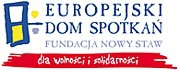 EUROPEJSKI
DOM SPOTKAŃ
FUNDACJA NOWY STAW
dla wolności i solidarności